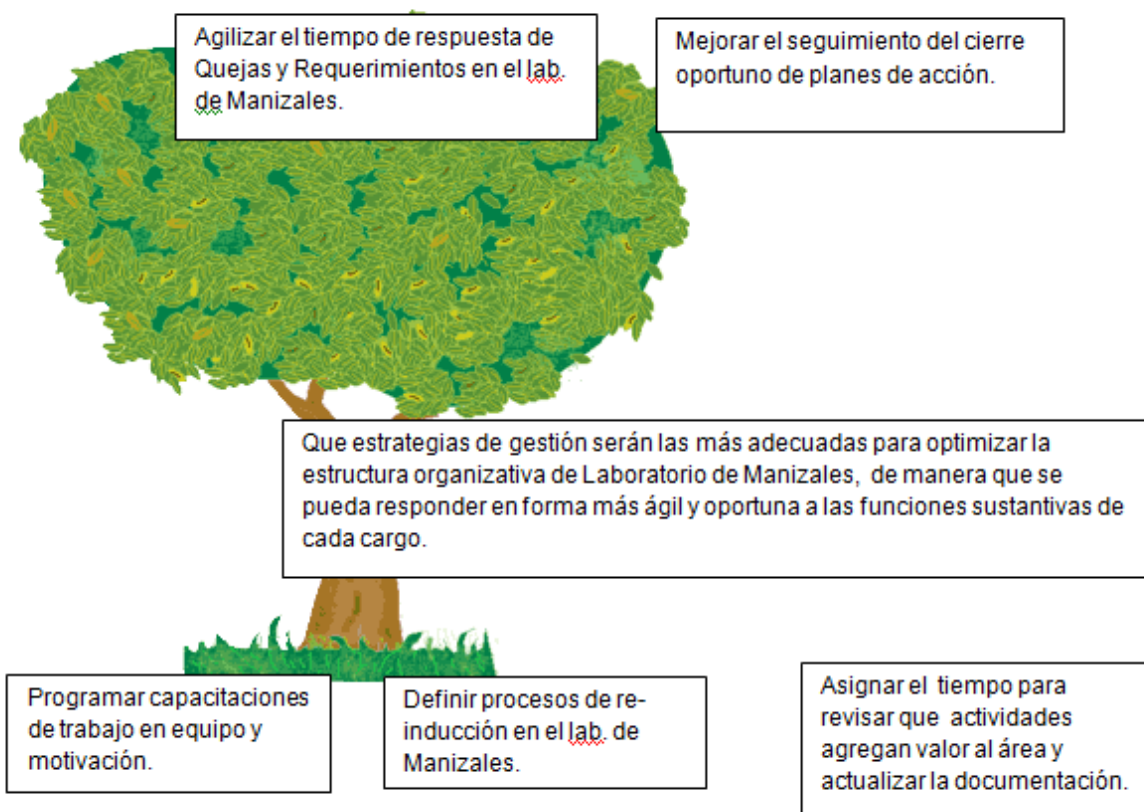 Agilizar el tiempo de respuesta de
Quejas y Requerimientos en el lab.
de Manizales.
Mejorar el seguimiento del cierre
oportuno de planes de acción.
Que estrategias de gestión serán las más adecuadas para optimizar la
estructura organizativa de Laboratorio de Manizales, de manera que se
pueda responder en forma más ágil y oportuna a las funciones sustantivas de
cada cargo.
Programar capacitaciones
de trabajo en equipo y
motivación.
Definir procesos de re-
inducción en el lab. de
Manizales.
Asignar el tiempo para
revisar que actividades
agregan valor al área y
actualizar la documentación.